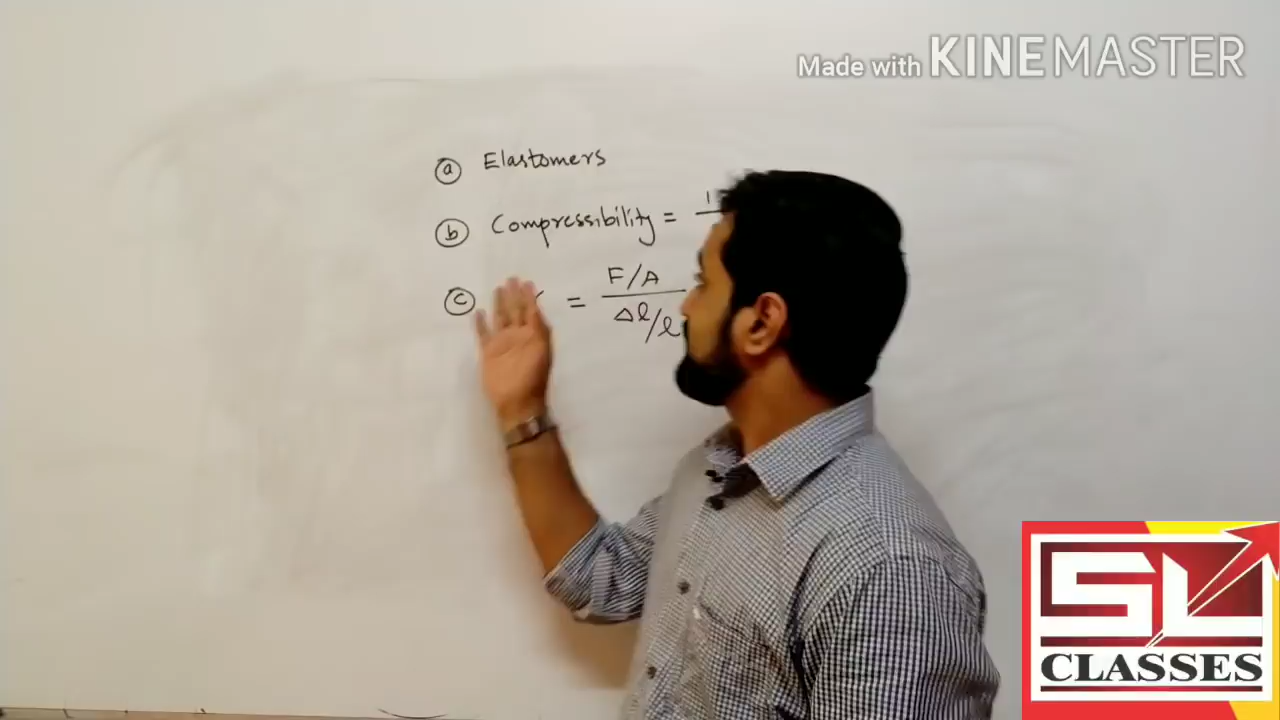 Made with KINEMASTER
ⓐ Elastomers
ⓑ Compressibility =
ⓒ = F/A
Δl/l
SL
CLASSES